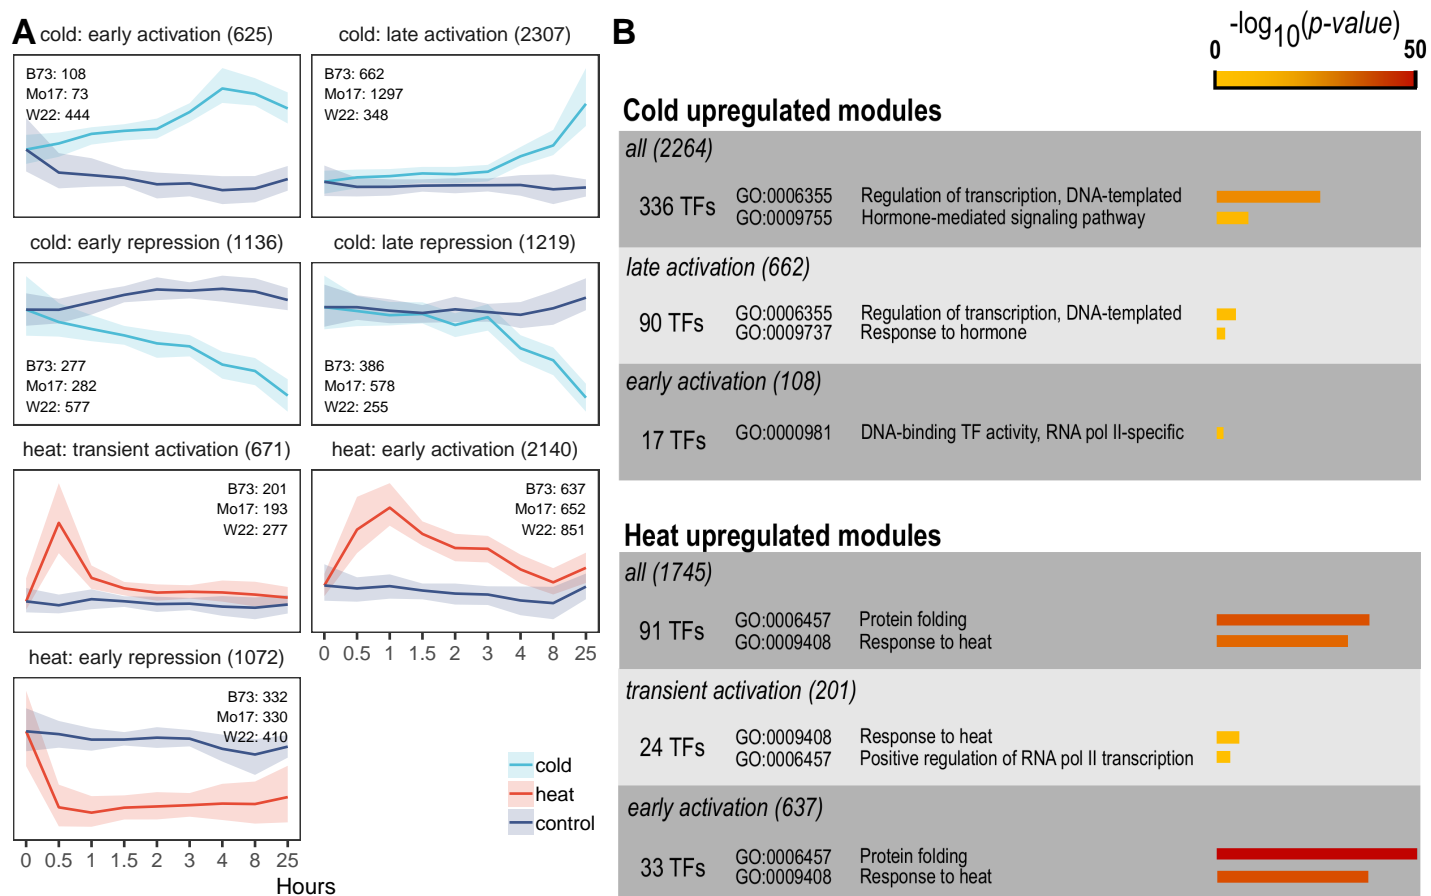 A
cold: early activation (625)
B73: 108
Mo17: 73
W22: 444
cold: late activation (2307)
B73: 662
Mo17: 1297
W22: 348
cold: early repression (1136)
B73: 277
Mo17: 282
W22: 577
cold: late repression (1219)
B73: 386
Mo17: 578
W22: 255
heat: transient activation (671)
B73: 201
Mo17: 193
W22: 277
heat: early activation (2140)
B73: 637
Mo17: 652
W22: 851
0 0.5 1 1.5 2 3 4 8 25
heat: early repression (1072)
B73: 332
Mo17: 330
W22: 410
0 0.5 1 1.5 2 3 4 8 25
Hours
cold
heat
control
B
-log10(p-value)
0 50
Cold upregulated modules
all (2264)
336 TFs
GO:0006355 Regulation of transcription, DNA-templated
GO:0009755 Hormone-mediated signaling pathway
late activation (662)
90 TFs
GO:0006355 Regulation of transcription, DNA-templated
GO:0009737 Response to hormone
early activation (108)
17 TFs
GO:0000981 DNA-binding TF activity, RNA pol II-specific
Heat upregulated modules
all (1745)
91 TFs
GO:0006457 Protein folding
GO:0009408 Response to heat
transient activation (201)
24 TFs
GO:0009408 Response to heat
GO:0006457 Positive regulation of RNA pol II transcription
early activation (637)
33 TFs
GO:0006457 Protein folding
GO:0009408 Response to heat